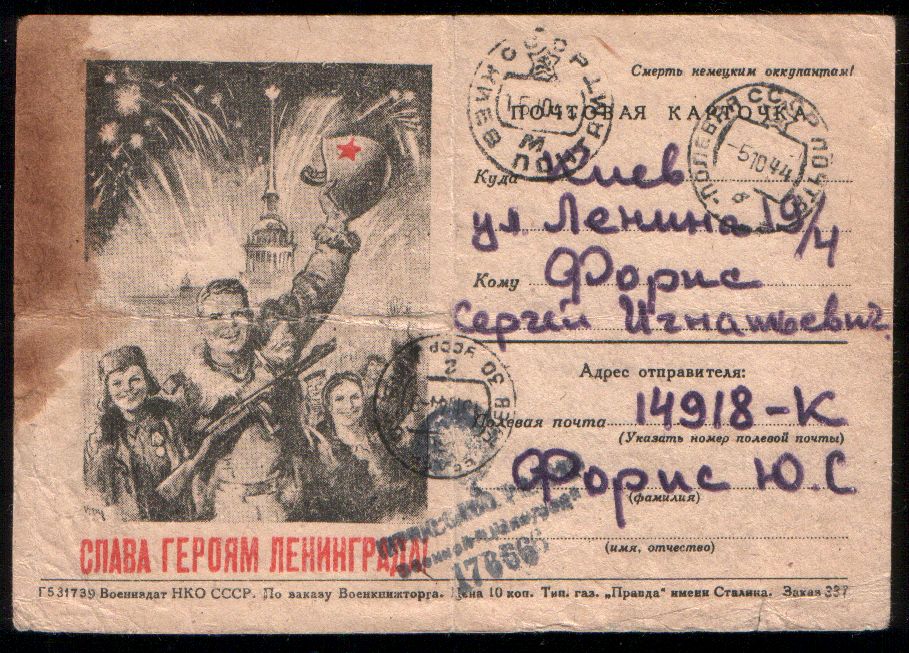 Смерть немецким оккупантам!
ПОЧТОВАЯ КАРТОЧКА
ПОЛЕВАЯ ПОЧТА
СССР
-5 10 44
Куда Киев
ул Ленина 19/4
Кому Форис
Сергей Игнатьевич
Адрес отправителя:
Полевая почта 14918-К
(Указать номер полевой почты)
Форис Ю.С
(фамилия)
(имя, отчество)
СЛАВА ГЕРОЯМ ЛЕНИНГРАДА!
Г531739 Воениздат НКО СССР. По заказу Военкнижторга. Цена 10 коп. Тип. газ. „Правда" имени Сталина. Заказ 337